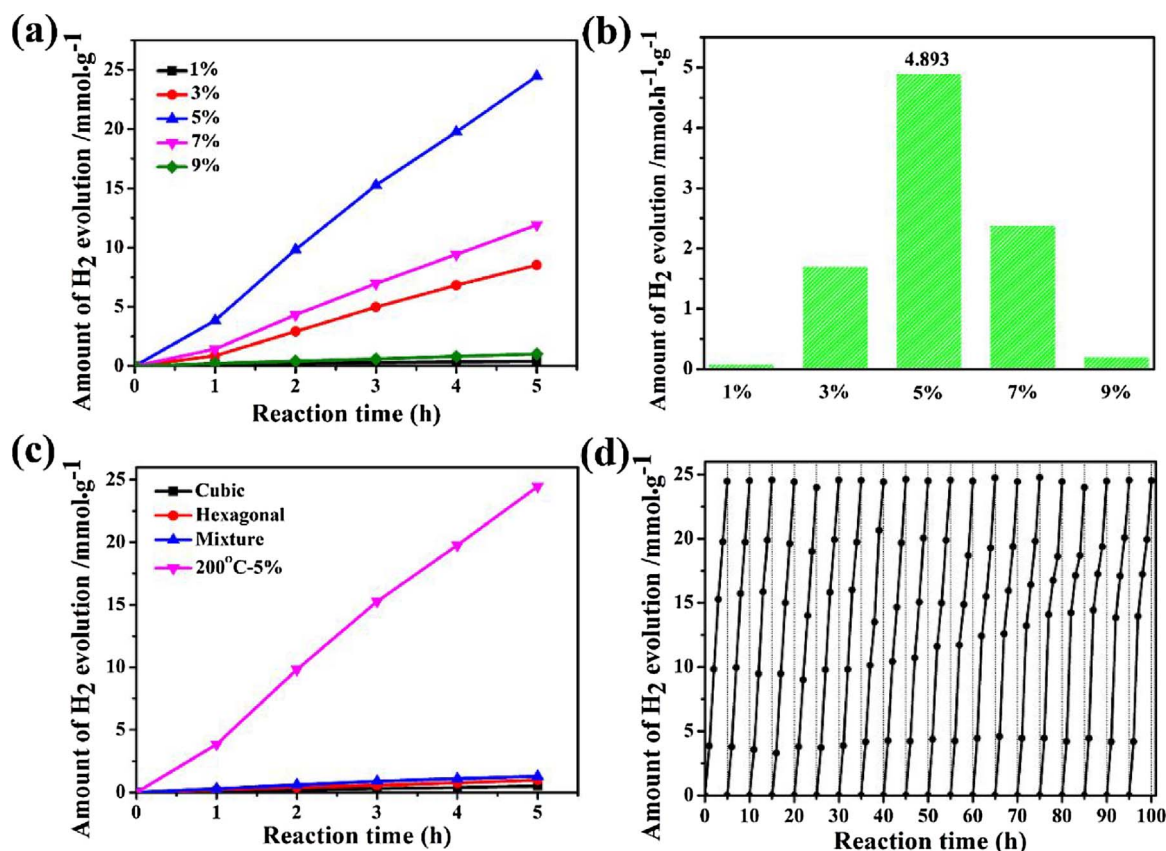 (a)
Amount of H2 evolution /mmol·g-1
25
20
15
10
5
0
1%
3%
5%
7%
9%
0 1 2 3 4 5
Reaction time (h)
(b)
Amount of H2 evolution /mmol·h-1·g-1
5
4
3
2
1
0
4.893
1% 3% 5% 7% 9%
(c)
Amount of H2 evolution /mmol·g-1
25
20
15
10
5
0
Cubic
Hexagonal
Mixture
200°C-5%
0 1 2 3 4 5
Reaction time (h)
(d)
Amount of H2 evolution /mmol·g-1
25
20
15
10
5
0
0 10 20 30 40 50 60 70 80 90 100
Reaction time (h)